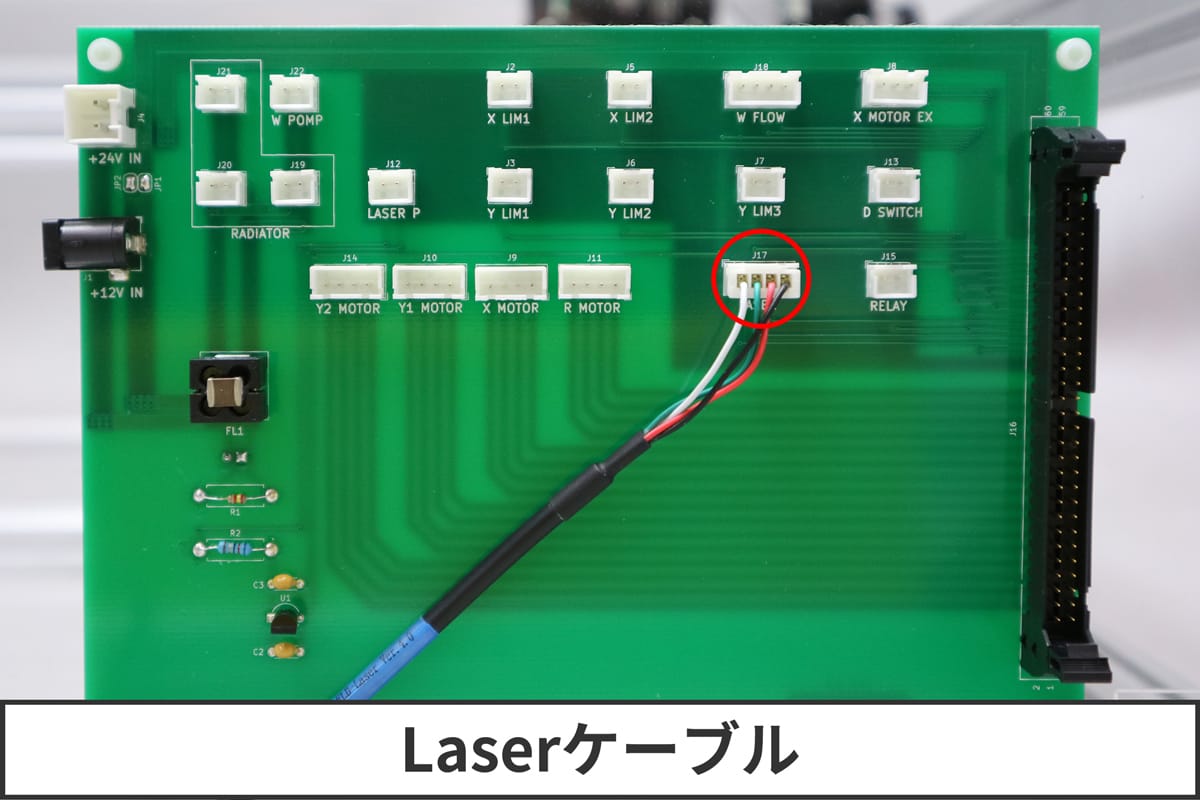 J21
J22
J2
J5
J18
J8
W POMP
X LIM1
X LIM2
W FLOW
X MOTOR EX
J4
+24V IN
J20
J19
J12
J3
J6
J7
J13
JP2
JP1
LASER P
Y LIM1
Y LIM2
Y LIM3
D SWITCH
RADIATOR
J1
+12V IN
J14
J10
J9
J11
J17
J15
Y2 MOTOR
Y1 MOTOR
X MOTOR
R MOTOR
RELAY
60
59
FL1
J16
R1
R2
C3
U1
C2
Laser Ver. 1.0
2
1
Laserケーブル